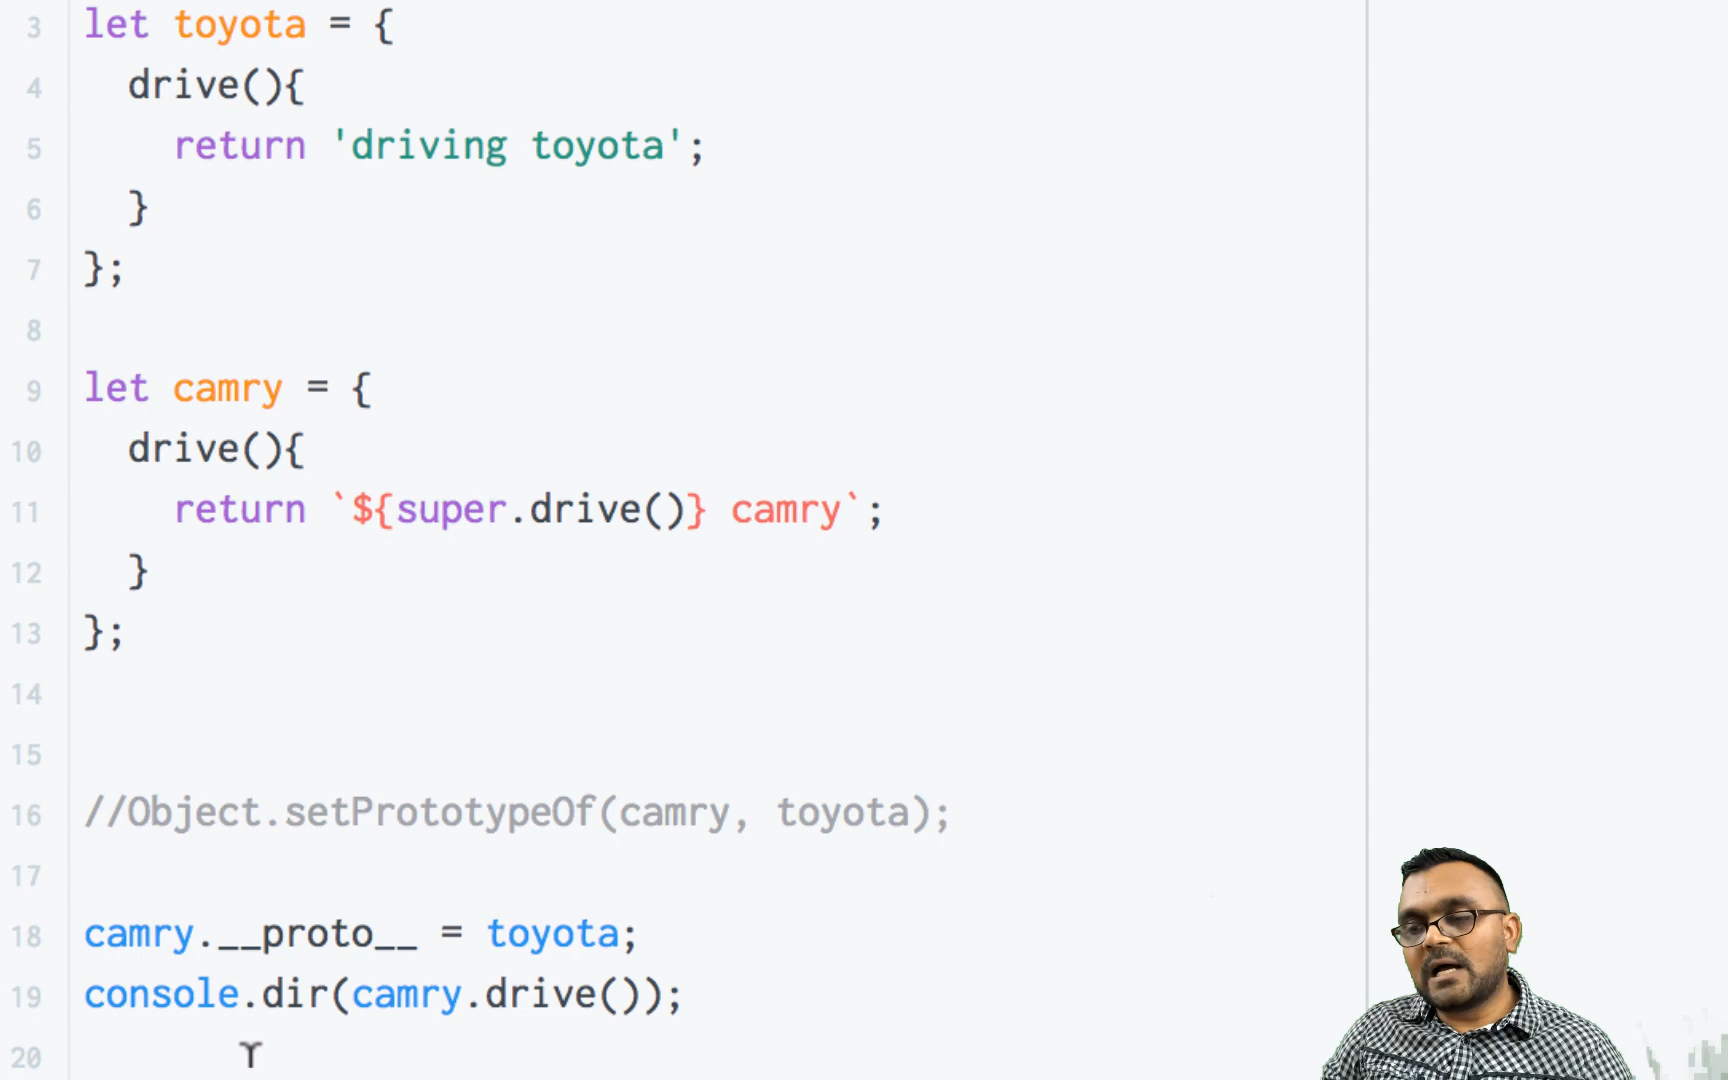 3 let toyota = {
4 drive(){
5 return 'driving toyota';
6 }
7 };
8
9 let camry = {
10 drive(){
11 return `${super.drive()} camry`;
12 }
13 };
14
15
16 //Object.setPrototypeOf(camry, toyota);
17
18 camry.__proto__ = toyota;
19 console.dir(camry.drive());
20